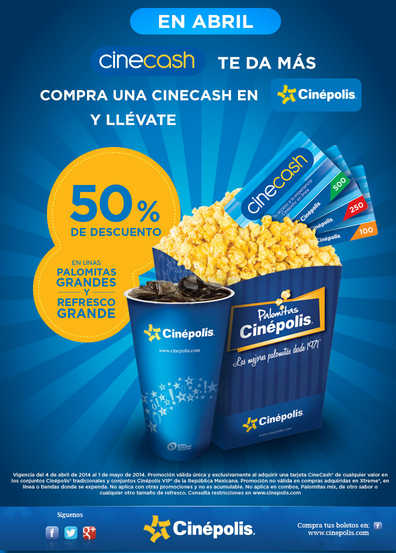 EN ABRIL
cinecash TE DA MÁS
COMPRA UNA CINECASH EN Cinépolis.
Y LLÉVATE
50%
DE DESCUENTO
EN UNAS
PALOMITAS
GRANDES
Y
REFRESCO
GRANDE
cinecash
Cinépolis
500
Cinépolis
250
Cinépolis
100
Palomitas
Cinépolis
Las mejores palomitas desde 1971
Cinépolis.
www.cinepolis.com
Cinépolis
Vigencia del 4 de abril de 2014 al 1 de mayo de 2014. Promoción válida única y exclusivamente al adquirir una tarjeta CineCash® de cualquier valor en
los conjuntos Cinépolis® tradicionales y conjuntos Cinépolis VIP® de la República Mexicana. Promoción no válida en compras adquiridas en Xtreme®, en
línea o tiendas donde se expenda. No aplica con otras promociones y no es acumulable. No aplica en combos, Palomitas mix, de otro sabor o
cualquier otro tamaño de refresco. Consulta restricciones en www.cinepolis.com
Síguenos
Cinépolis.
Compra tus boletos en:
www.cinepolis.com